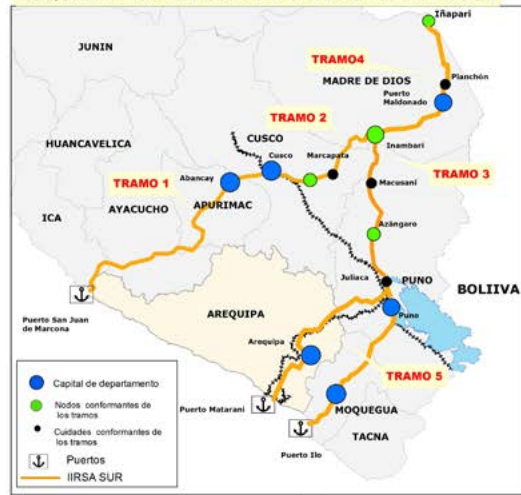 Iñapari
JUNIN
TRAMO4
MADRE DE DIOS
Planchón
Puerto
Maldonado
TRAMO 2
HUANCAVELICA
CUSCO
Cusco
Marcapata
Inambari
Abancay
TRAMO 1
TRAMO 3
Macusani
AYACUCHO
APURIMAC
ICA
Azángaro
Juliaca
PUNO
BOLIIVA
Puerto San Juan
de Marcona
AREQUIPA
Puno
Arequipa
TRAMO 5
Capital de departamento
Nodos conformantes de
los tramos
Cuidades conformantes de
los tramos
Puertos
IIRSA SUR
Puerto Matarani
MOQUEGUA
TACNA
Puerto Ilo